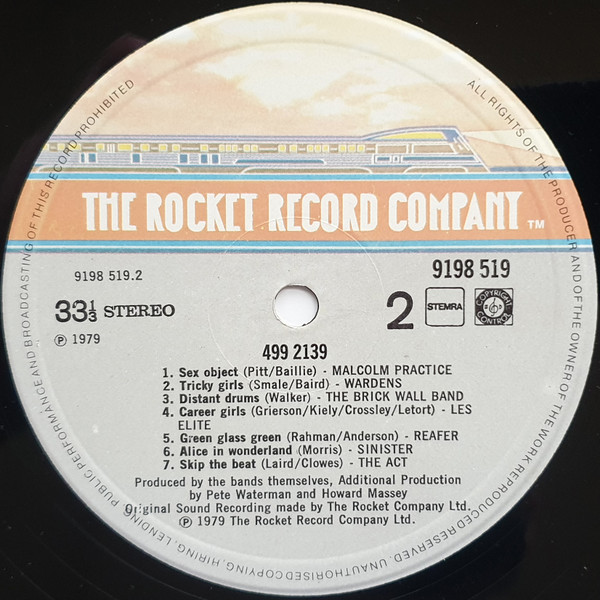 THE ROCKET RECORD COMPANY TM
9198 519.2
9198 519
33 1/3 STEREO
2
STEMRA
COPYRIGHT CONTROL
℗ 1979
499 2139
1. Sex object (Pitt/Baillie) - MALCOLM PRACTICE
2. Tricky girls (Smale/Baird) - WARDENS
3. Distant drums (Walker) - THE BRICK WALL BAND
4. Career girls (Grierson/Kiely/Crossley/Letort) - LES
ELITE
5. Green glass green (Rahman/Anderson) - REAFER
6. Alice in wonderland (Morris) - SINISTER
7. Skip the beat (Laird/Clowes) - THE ACT
Produced by the bands themselves, Additional Production
by Pete Waterman and Howard Massey
Original Sound Recording made by The Rocket Company Ltd.
℗ 1979 The Rocket Record Company Ltd.
ALL RIGHTS OF THE PRODUCER AND OF THE OWNER OF THE WORK REPRODUCED RESERVED. UNAUTHORISED COPYING, HIRING, LENDING, PUBLIC PERFORMANCE AND BROADCASTING OF THIS RECORD PROHIBITED